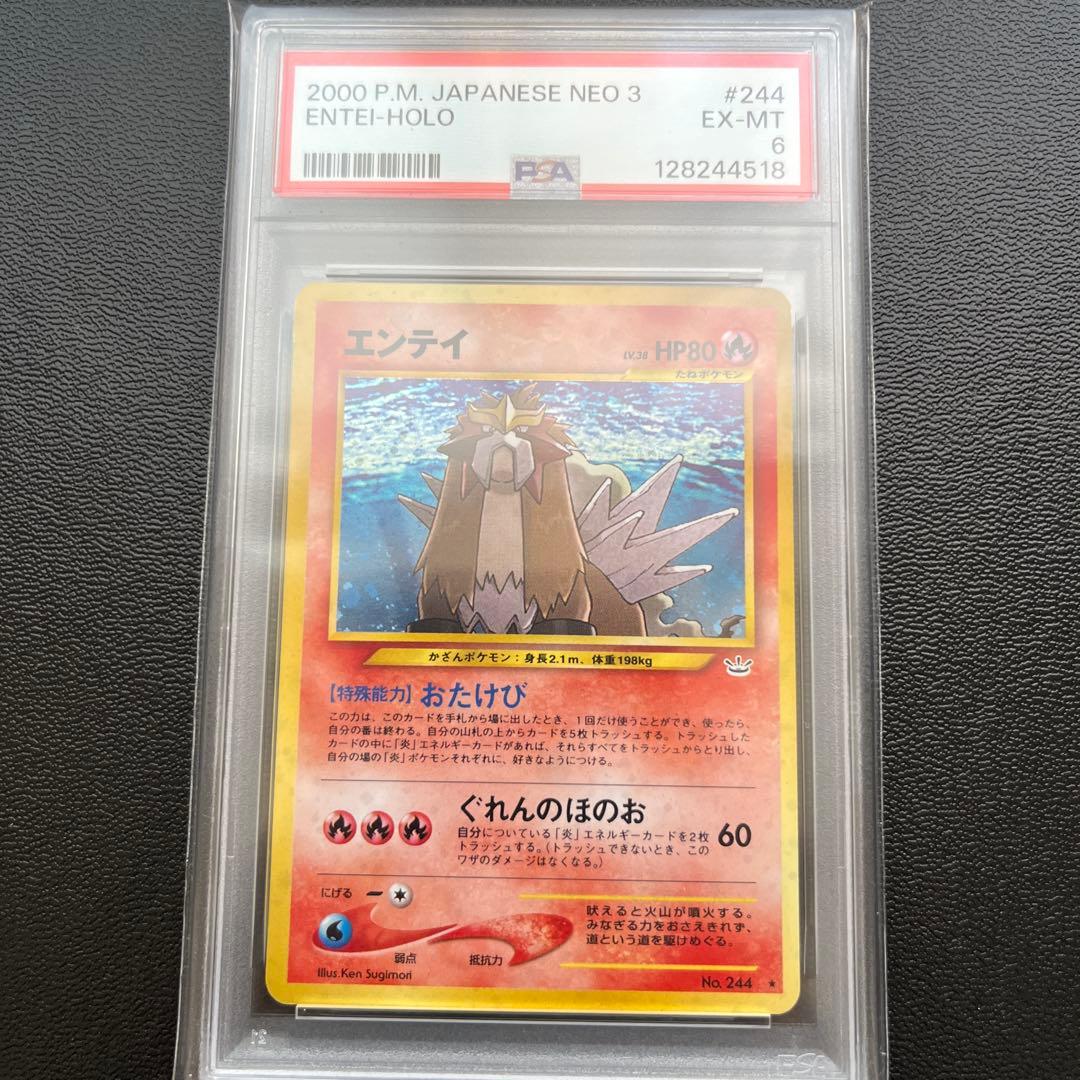 2000 P.M. JAPANESE NEO 3 #244
ENTEI-HOLO EX-MT
6
PSA 128244518
エンテイ LV.38 HP80
たねポケモン
かざんポケモン：身長2.1m、体重198kg
【特殊能力】おたけび
この力は、このカードを手札から場に出したとき、1回だけ使うことができ、使ったら、
自分の番は終わる。自分の山札の上からカードを5枚トラッシュする。トラッシュした
カードの中に「炎」エネルギーカードがあれば、それらすべてをトラッシュからとり出し、
自分の場の「炎」ポケモンそれぞれに、好きなようにつける。
ぐれんのほのお
自分についている「炎」エネルギーカードを2枚
トラッシュする。（トラッシュできないとき、この
ワザのダメージはなくなる。）
60
にげる
弱点 抵抗力
吠えると火山が噴火する。
みなぎる力をおさえきれず、
道という道を駆けめぐる。
Illus.Ken Sugimori
No. 244 ★
PSA